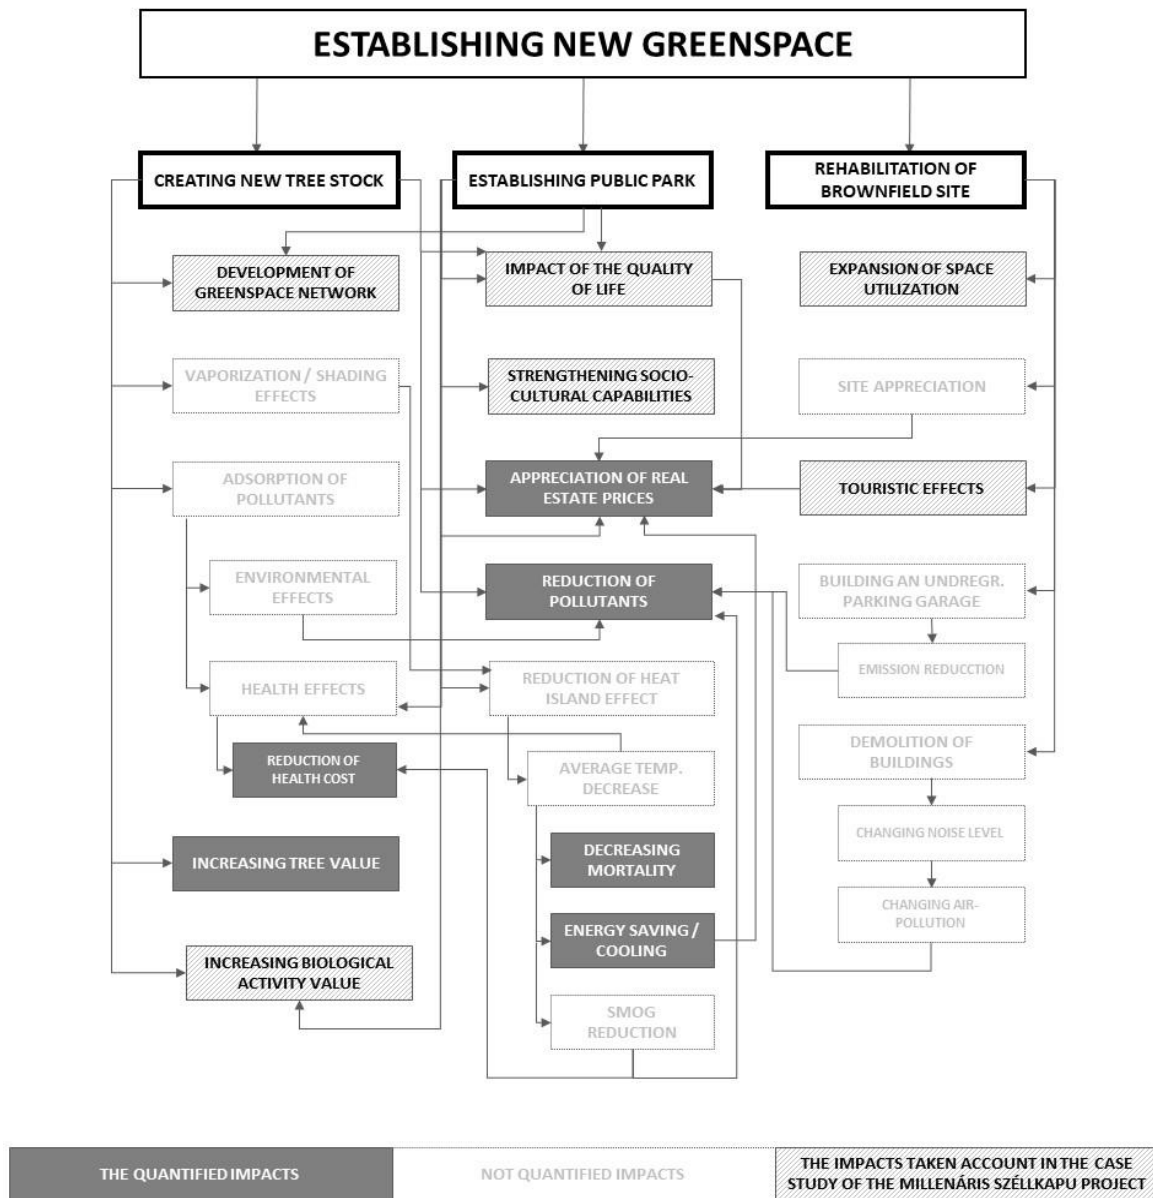 ESTABLISHING NEW GREENSPACE
CREATING NEW TREE STOCK
ESTABLISHING PUBLIC PARK
REHABILITATION OF
BROWNFIELD SITE
DEVELOPMENT OF
GREENSPACE NETWORK
IMPACT OF THE QUALITY
OF LIFE
EXPANSION OF SPACE
UTILIZATION
VAPORIZATION / SHADING
EFFECTS
STRENGTHENING SOCIO-
CULTURAL CAPABILITIES
SITE APPRECIATION
ADSORPTION OF
POLLUTANTS
APPRECIATION OF REAL
ESTATE PRICES
TOURISTIC EFFECTS
ENVIRONMENTAL
EFFECTS
REDUCTION OF
POLLUTANTS
BUILDING AN UNDREGR.
PARKING GARAGE
EMISSION REDUCCTION
HEALTH EFFECTS
REDUCTION OF HEAT
ISLAND EFFECT
REDUCTION OF
HEALTH COST
AVERAGE TEMP.
DECREASE
DEMOLITION OF
BUILDINGS
CHANGING NOISE LEVEL
INCREASING TREE VALUE
DECREASING
MORTALITY
CHANGING AIR-
POLLUTION
ENERGY SAVING /
COOLING
INCREASING BIOLOGICAL
ACTIVITY VALUE
SMOG
REDUCTION
THE QUANTIFIED IMPACTS
NOT QUANTIFIED IMPACTS
THE IMPACTS TAKEN ACCOUNT IN THE CASE
STUDY OF THE MILLENÁRIS SZÉLLKAPU PROJECT